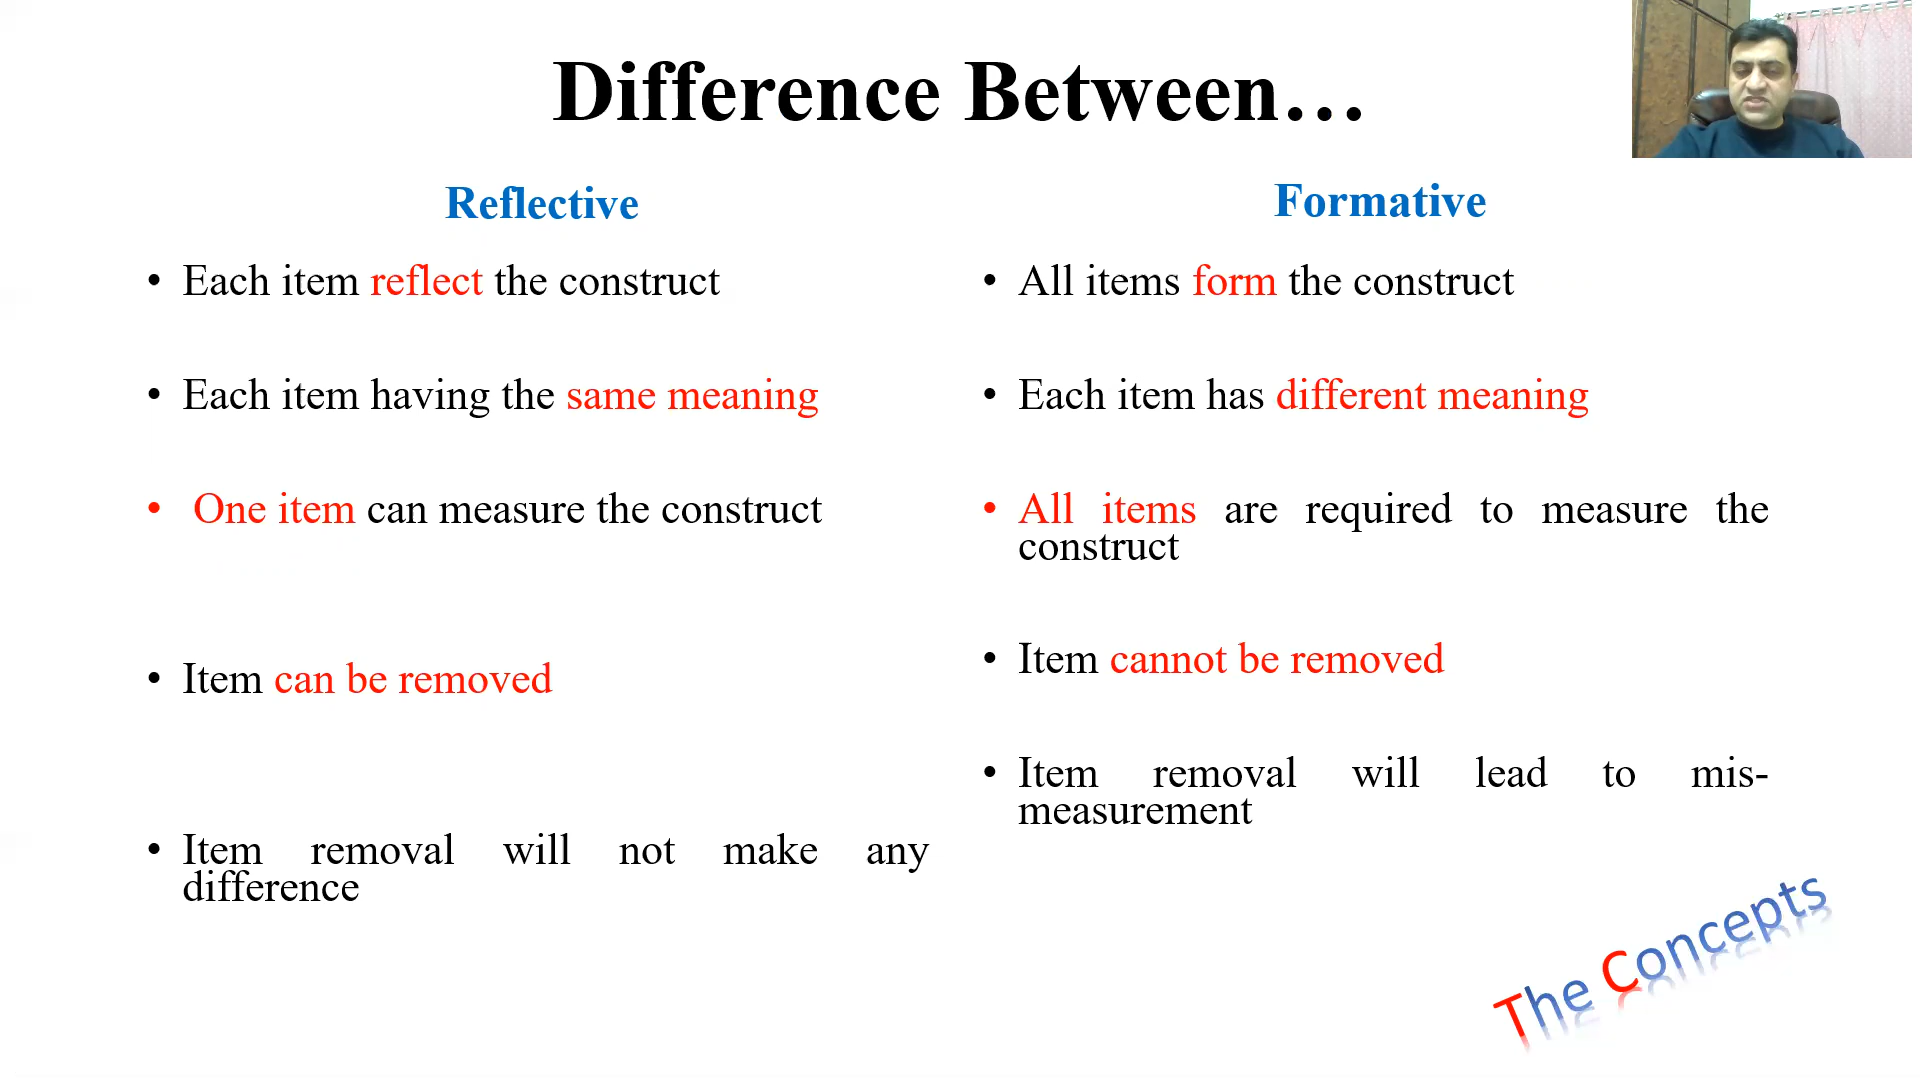 Difference Between…
Reflective
• Each item reflect the construct
• Each item having the same meaning
• One item can measure the construct
• Item can be removed
• Item removal will not make any
difference
Formative
• All items form the construct
• Each item has different meaning
• All items are required to measure the
construct
• Item cannot be removed
• Item removal will lead to mis-
measurement
The Concepts